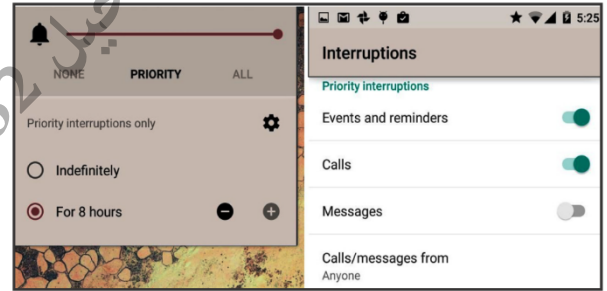 NONE PRIORITY ALL
Priority interruptions only
Indefinitely
For 8 hours
5:25
Interruptions
Priority interruptions
Events and reminders
Calls
Messages
Calls/messages from
Anyone